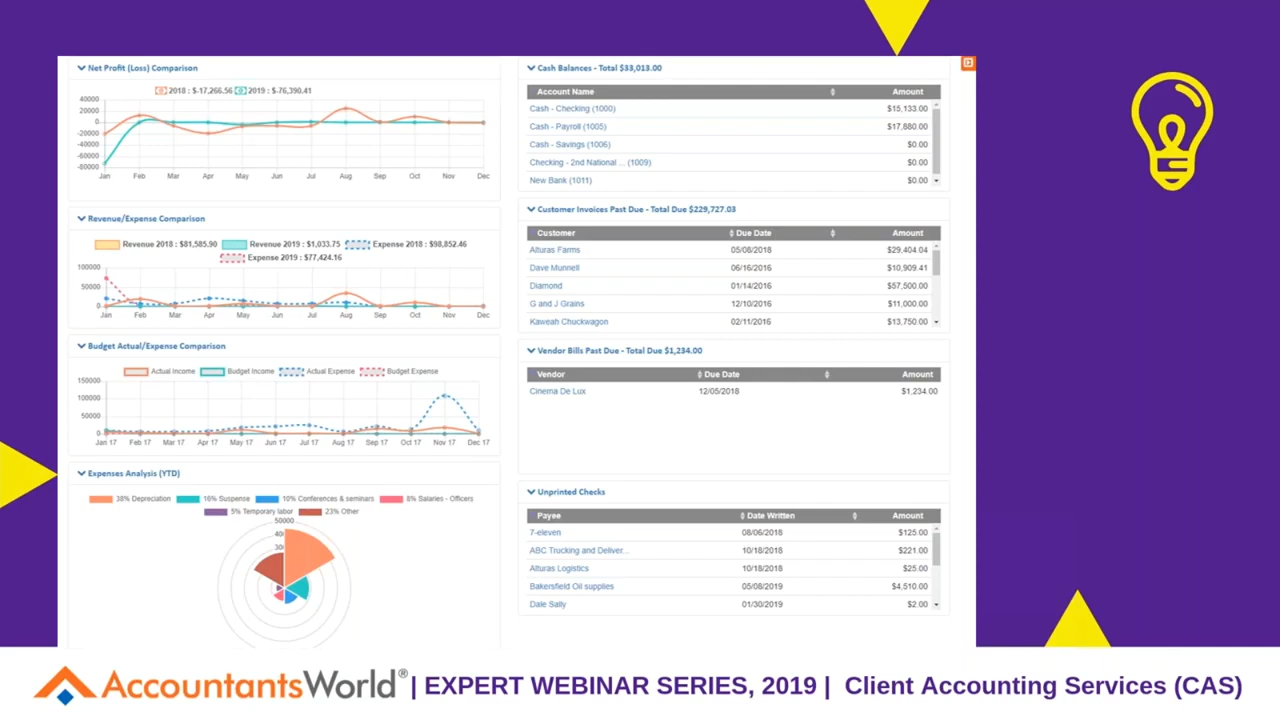 Net Profit (Loss) Comparison
2018 : $-17,266.56 2019 : $-76,390.41
40000
20000
0
-20000
-40000
-60000
-80000
Jan Feb Mar Apr May Jun Jul Aug Sep Oct Nov Dec
Revenue/Expense Comparison
Revenue 2018 : $81,585.90 Revenue 2019 : $1,033.75 Expense 2018 : $98,852.46
Expense 2019 : $77,424.16
100000
50000
0
Jan Feb Mar Apr May Jun Jul Aug Sep Oct Nov Dec
Budget Actual/Expense Comparison
Actual Income Budget Income Actual Expense Budget Expense
150000
100000
50000
0
Jan 17 Feb 17 Mar 17 Apr 17 May 17 Jun 17 Jul 17 Aug 17 Sep 17 Oct 17 Nov 17 Dec 17
Expenses Analysis (YTD)
38% Depreciation 16% Suspense 10% Conferences & seminars 8% Salaries - Officers
5% Temporary labor 23% Other
50000
Cash Balances - Total $33,013.00
Account Name Amount
Cash - Checking (1000) $15,133.00
Cash - Payroll (1005) $17,880.00
Cash - Savings (1006) $0.00
Checking - 2nd National ... (1009) $0.00
New Bank (1011) $0.00
Customer Invoices Past Due - Total Due $229,727.03
Customer Due Date Amount
Alturas Farms 05/08/2018 $29,404.04
Dave Munnell 06/16/2016 $10,909.41
Diamond 01/14/2016 $57,500.00
G and J Grains 12/10/2016 $11,000.00
Kaweah Chuckwagon 02/11/2016 $13,750.00
Vendor Bills Past Due - Total Due $1,234.00
Vendor Due Date Amount
Cinema De Lux 12/05/2018 $1,234.00
Unprinted Checks
Payee Date Written Amount
7-eleven 08/06/2018 $125.00
ABC Trucking and Deliver... 10/18/2018 $221.00
Alturas Logistics 10/18/2018 $25.00
Bakersfield Oil supplies 05/08/2019 $4,510.00
Dale Sally 01/30/2019 $2.00
AccountantsWorld® | EXPERT WEBINAR SERIES, 2019 | Client Accounting Services (CAS)